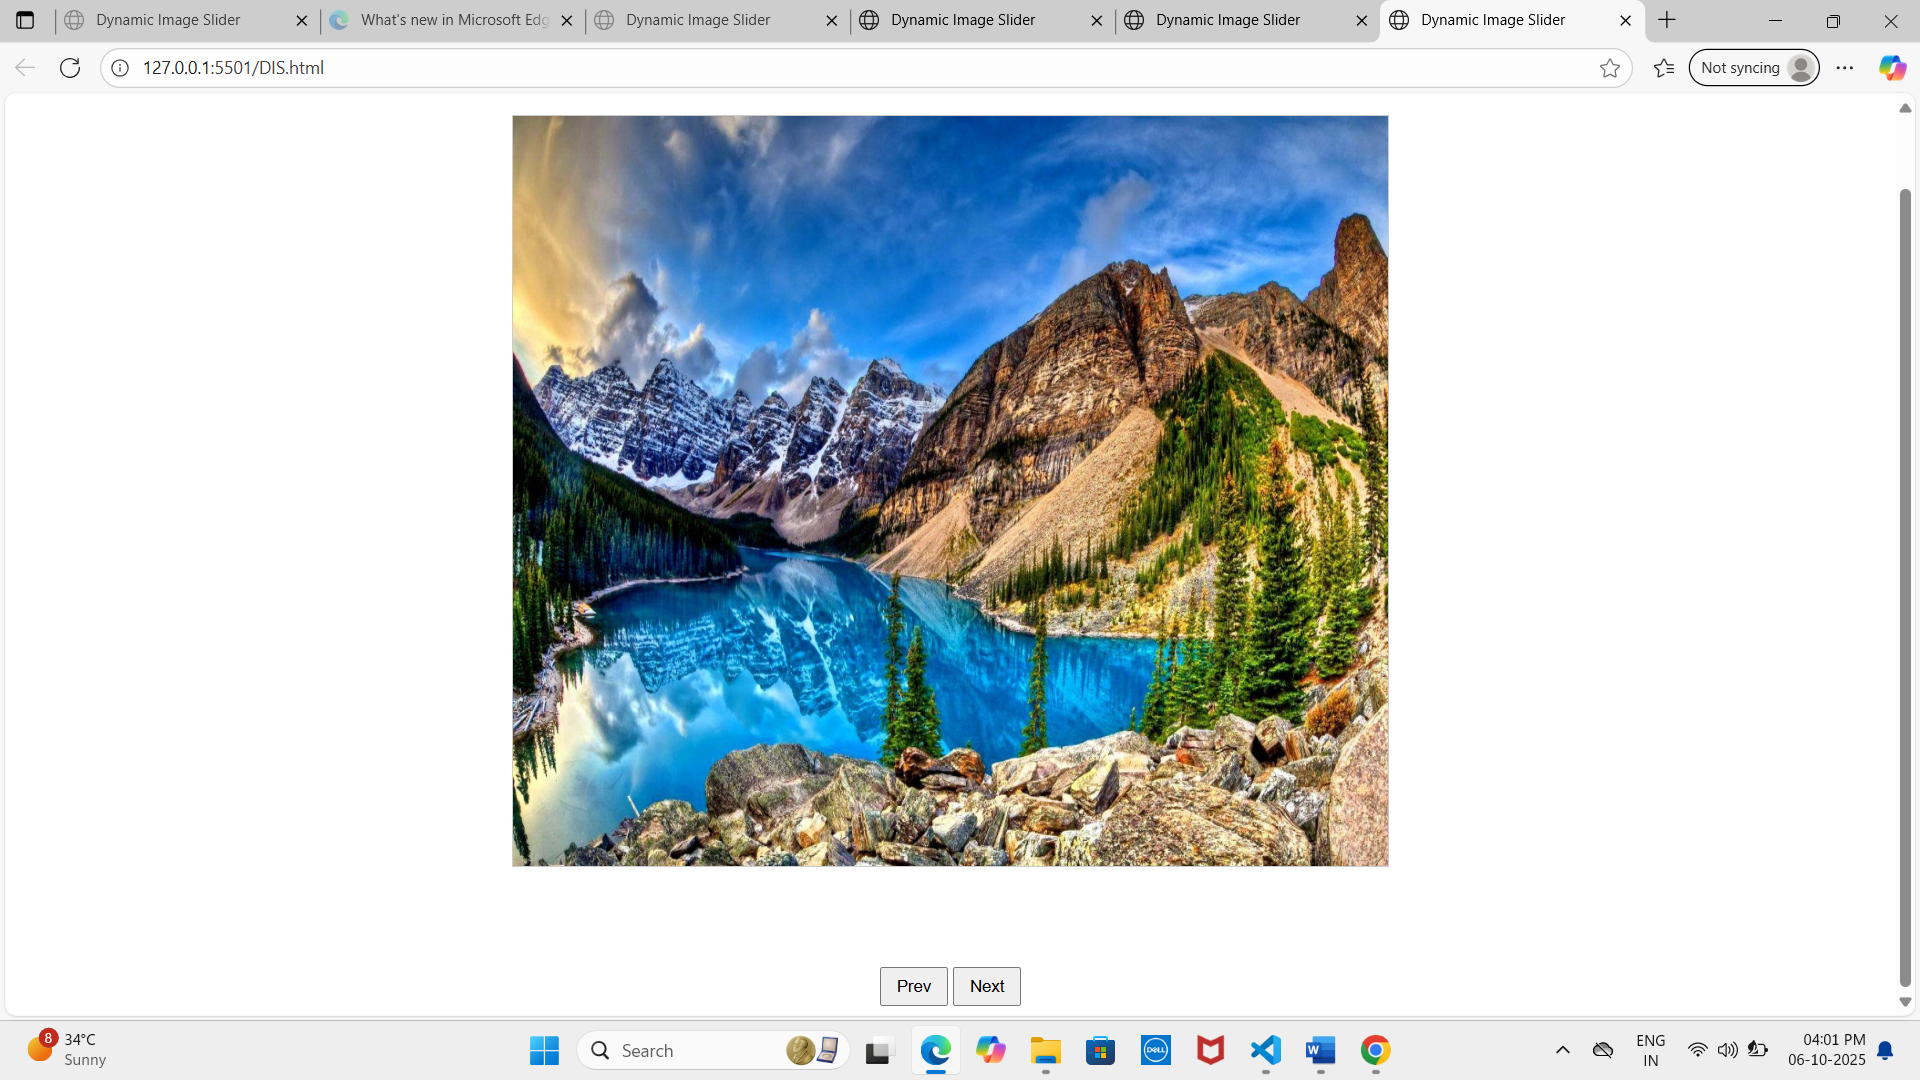 Dynamic Image Slider
What's new in Microsoft Edg
Dynamic Image Slider
Dynamic Image Slider
Dynamic Image Slider
Dynamic Image Slider
127.0.0.1:5501/DIS.html
Not syncing
Prev
Next
8
34°C
Sunny
Search
DELL
W
ENG
IN
04:01 PM
06-10-2025